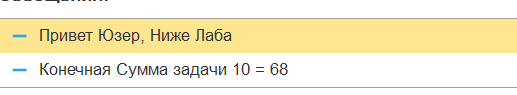 Привет Юзер, Ниже Лаба
Конечная Сумма задачи 10 = 68